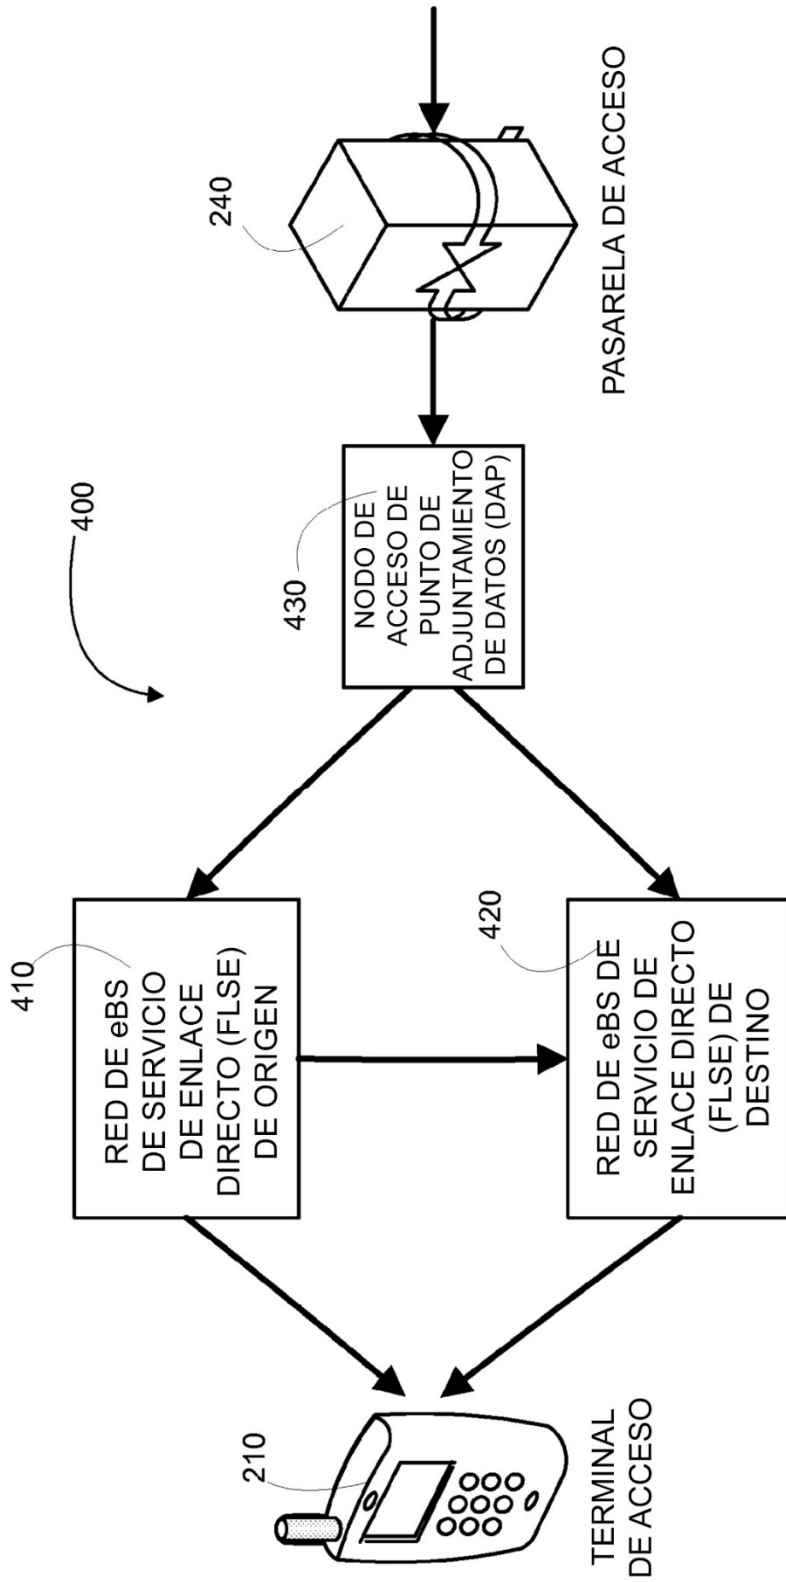 400
410
RED DE eBS
DE SERVICIO
DE ENLACE
DIRECTO (FLSE)
DE ORIGEN
210
TERMINAL
DE ACCESO
430
NODO DE
ACCESO DE
PUNTO DE
ADJUNTAMIENTO
DE DATOS (DAP)
240
PASARELA DE ACCESO
420
RED DE eBS DE
SERVICIO DE
ENLACE DIRECTO
(FLSE) DE
DESTINO